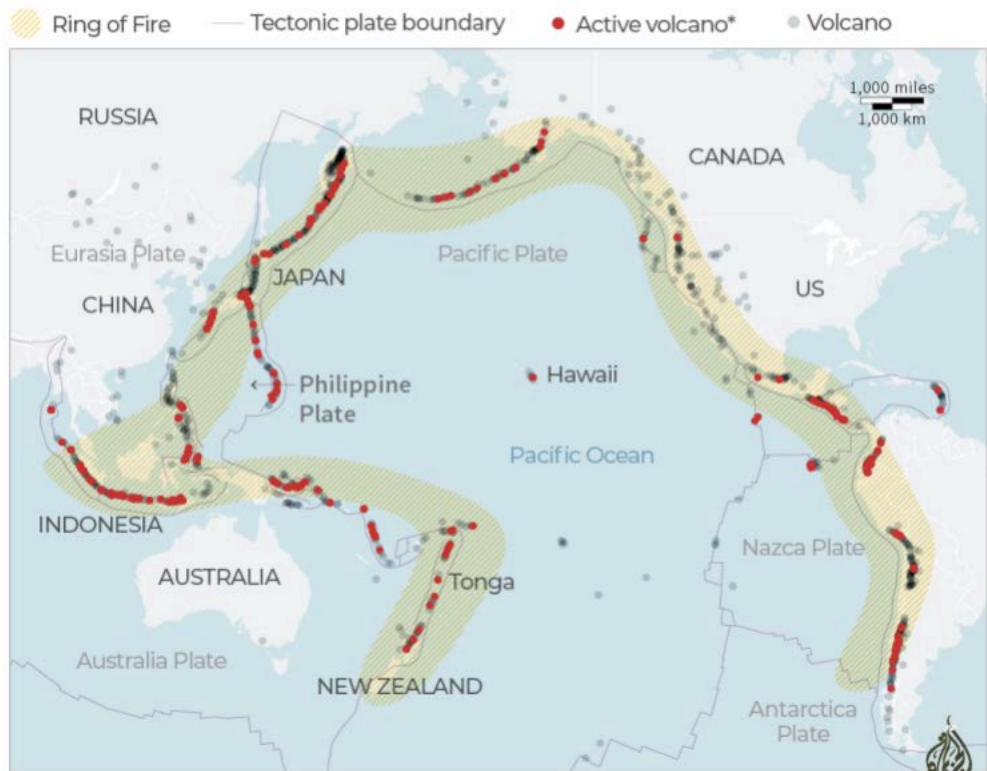 Ring of Fire
Tectonic plate boundary
Active volcano*
Volcano
1,000 miles
1,000 km
RUSSIA
CANADA
Eurasia Plate
Pacific Plate
JAPAN
CHINA
US
Philippine
Plate
Hawaii
Pacific Ocean
INDONESIA
Nazca Plate
AUSTRALIA
Tonga
Australia Plate
NEW ZEALAND
Antarctica
Plate